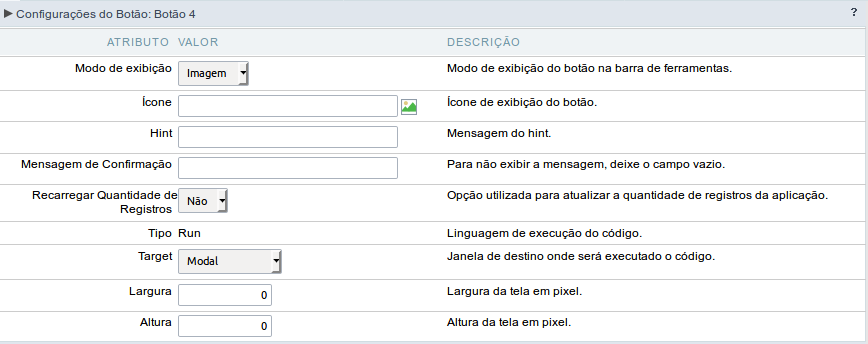 Configurações do Botão: Botão 4 ?
ATRIBUTO VALOR DESCRIÇÃO
Modo de exibição Imagem Modo de exibição do botão na barra de ferramentas.
Ícone Ícone de exibição do botão.
Hint Mensagem do hint.
Mensagem de Confirmação Para não exibir a mensagem, deixe o campo vazio.
Recarregar Quantidade de
Registros Não Opção utilizada para atualizar a quantidade de registros da aplicação.
Tipo Run Linguagem de execução do código.
Target Modal Janela de destino onde será executado o código.
Largura 0 Largura da tela em pixel.
Altura 0 Altura da tela em pixel.